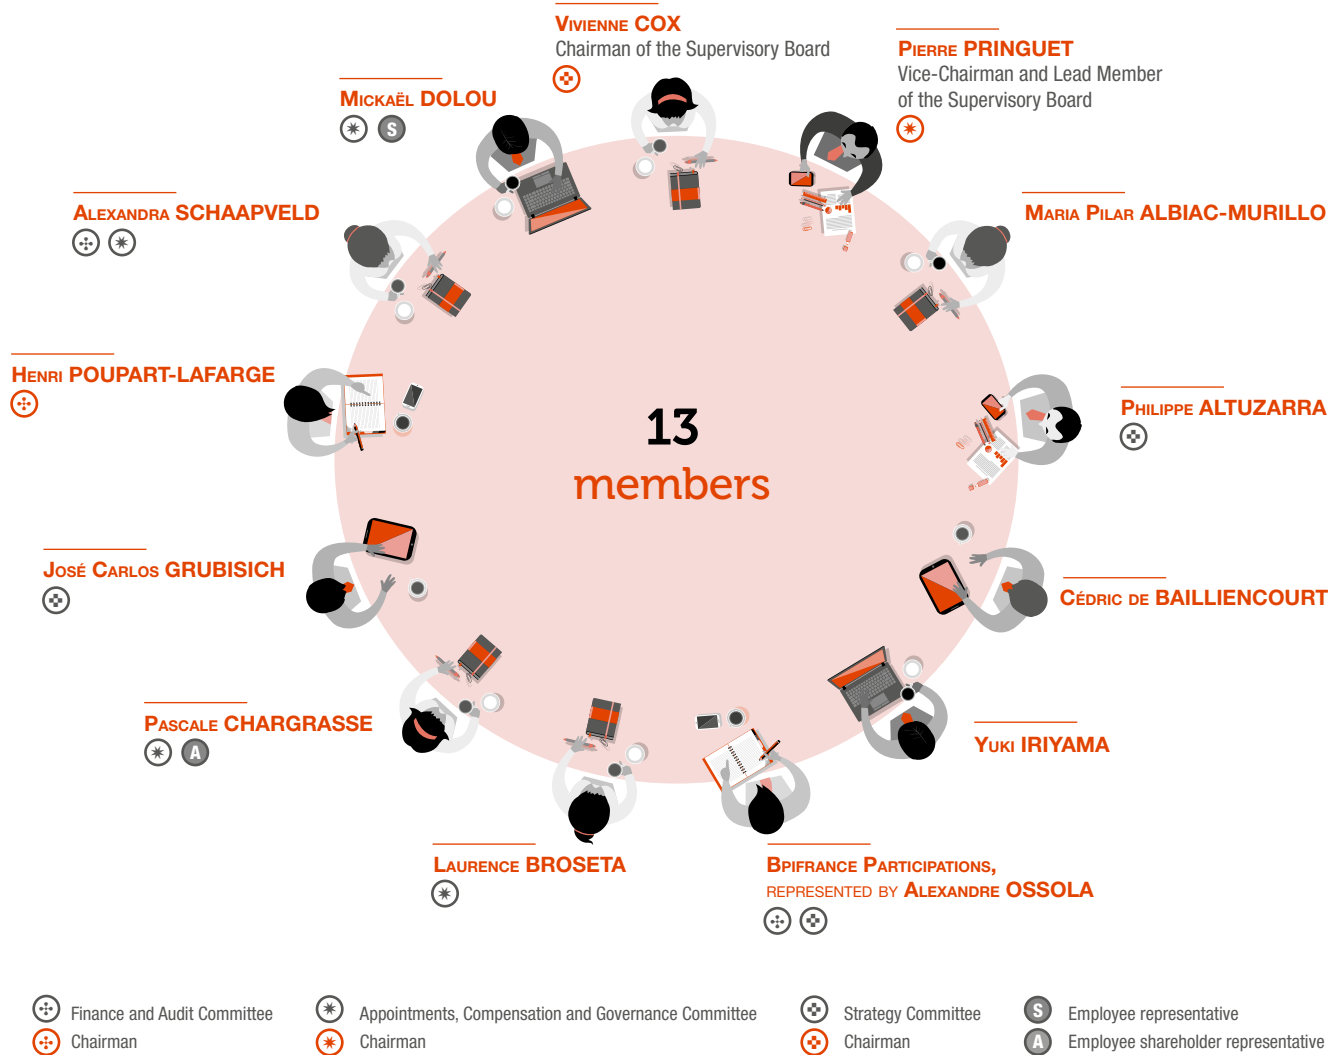 VIVIENNE COX
Chairman of the Supervisory Board
PIERRE PRINGUET
Vice-Chairman and Lead Member
of the Supervisory Board
MICKAËL DOLOU
S
ALEXANDRA SCHAAPVELD
MARIA PILAR ALBIAC-MURILLO
HENRI POUPART-LAFARGE
PHILIPPE ALTUZARRA
13
members
JOSÉ CARLOS GRUBISICH
CÉDRIC DE BAILLIENCOURT
PASCALE CHARGRASSE
A
YUKI IRIYAMA
LAURENCE BROSETA
BPIFRANCE PARTICIPATIONS,
REPRESENTED BY ALEXANDRE OSSOLA
Finance and Audit Committee
Chairman
Appointments, Compensation and Governance Committee
Chairman
Strategy Committee
Chairman
S Employee representative
A Employee shareholder representative